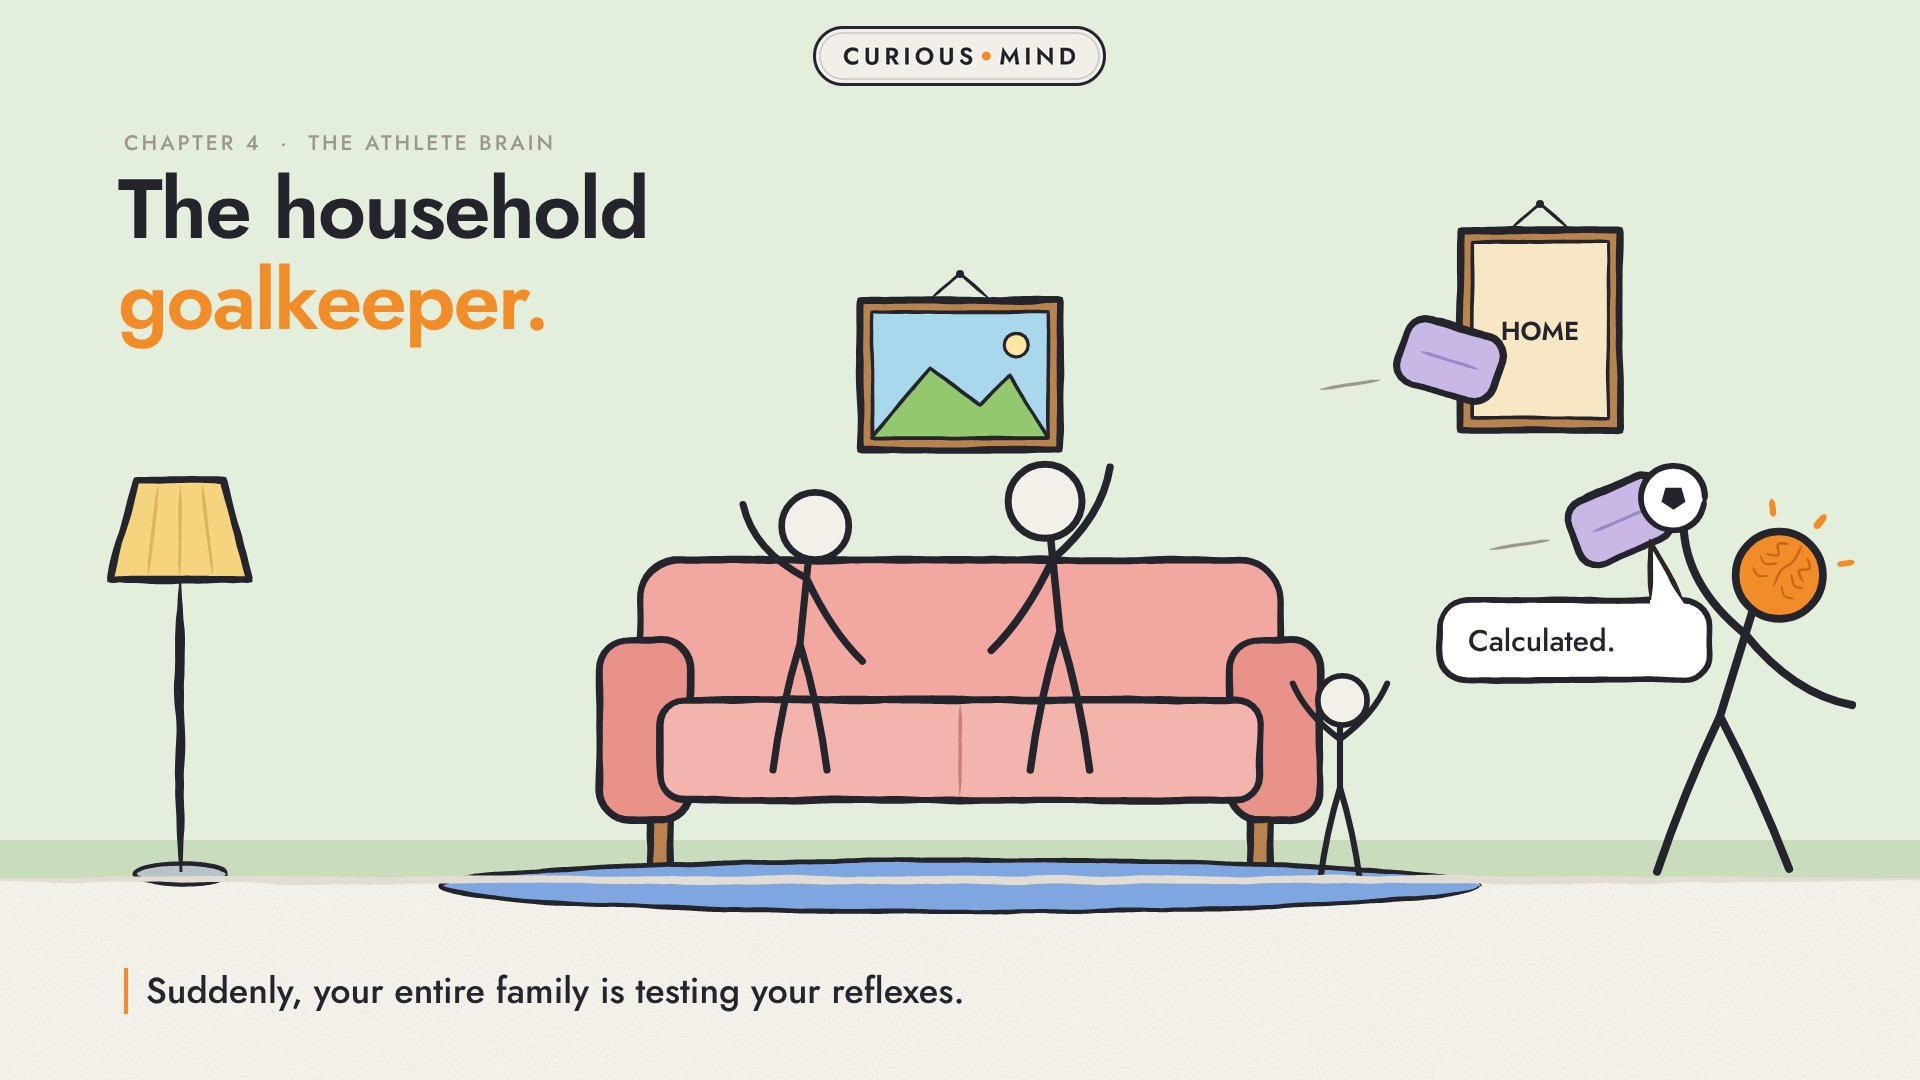 CURIOUS•MIND
CHAPTER 4 · THE ATHLETE BRAIN
The household
goalkeeper.
HOME
Calculated.
Suddenly, your entire family is testing your reflexes.